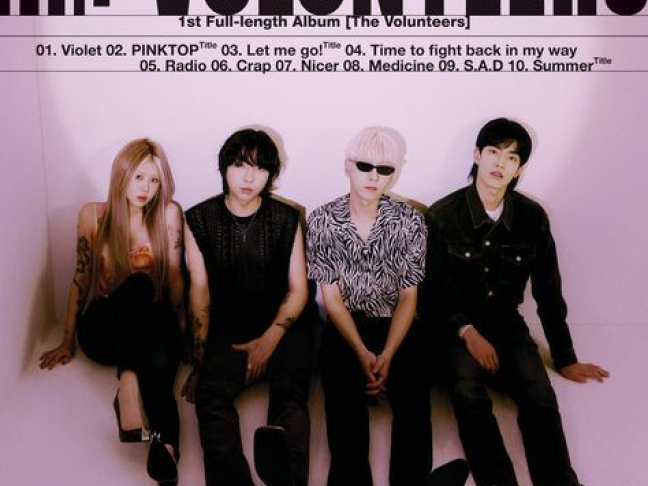 VOLUNTEERS
1st Full-length Album [The Volunteers]
01. Violet 02. PINKTOP Title 03. Let me go! Title 04. Time to fight back in my way
05. Radio 06. Crap 07. Nicer 08. Medicine 09. S.A.D 10. Summer Title